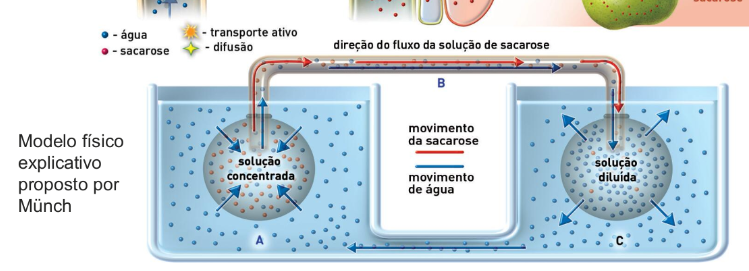 sacarose
- água
- transporte ativo
- sacarose
- difusão
direção do fluxo da solução de sacarose
B
Modelo físico
explicativo
proposto por
Münch
solução
concentrada
movimento
da sacarose
movimento
de água
solução
diluída
A
C